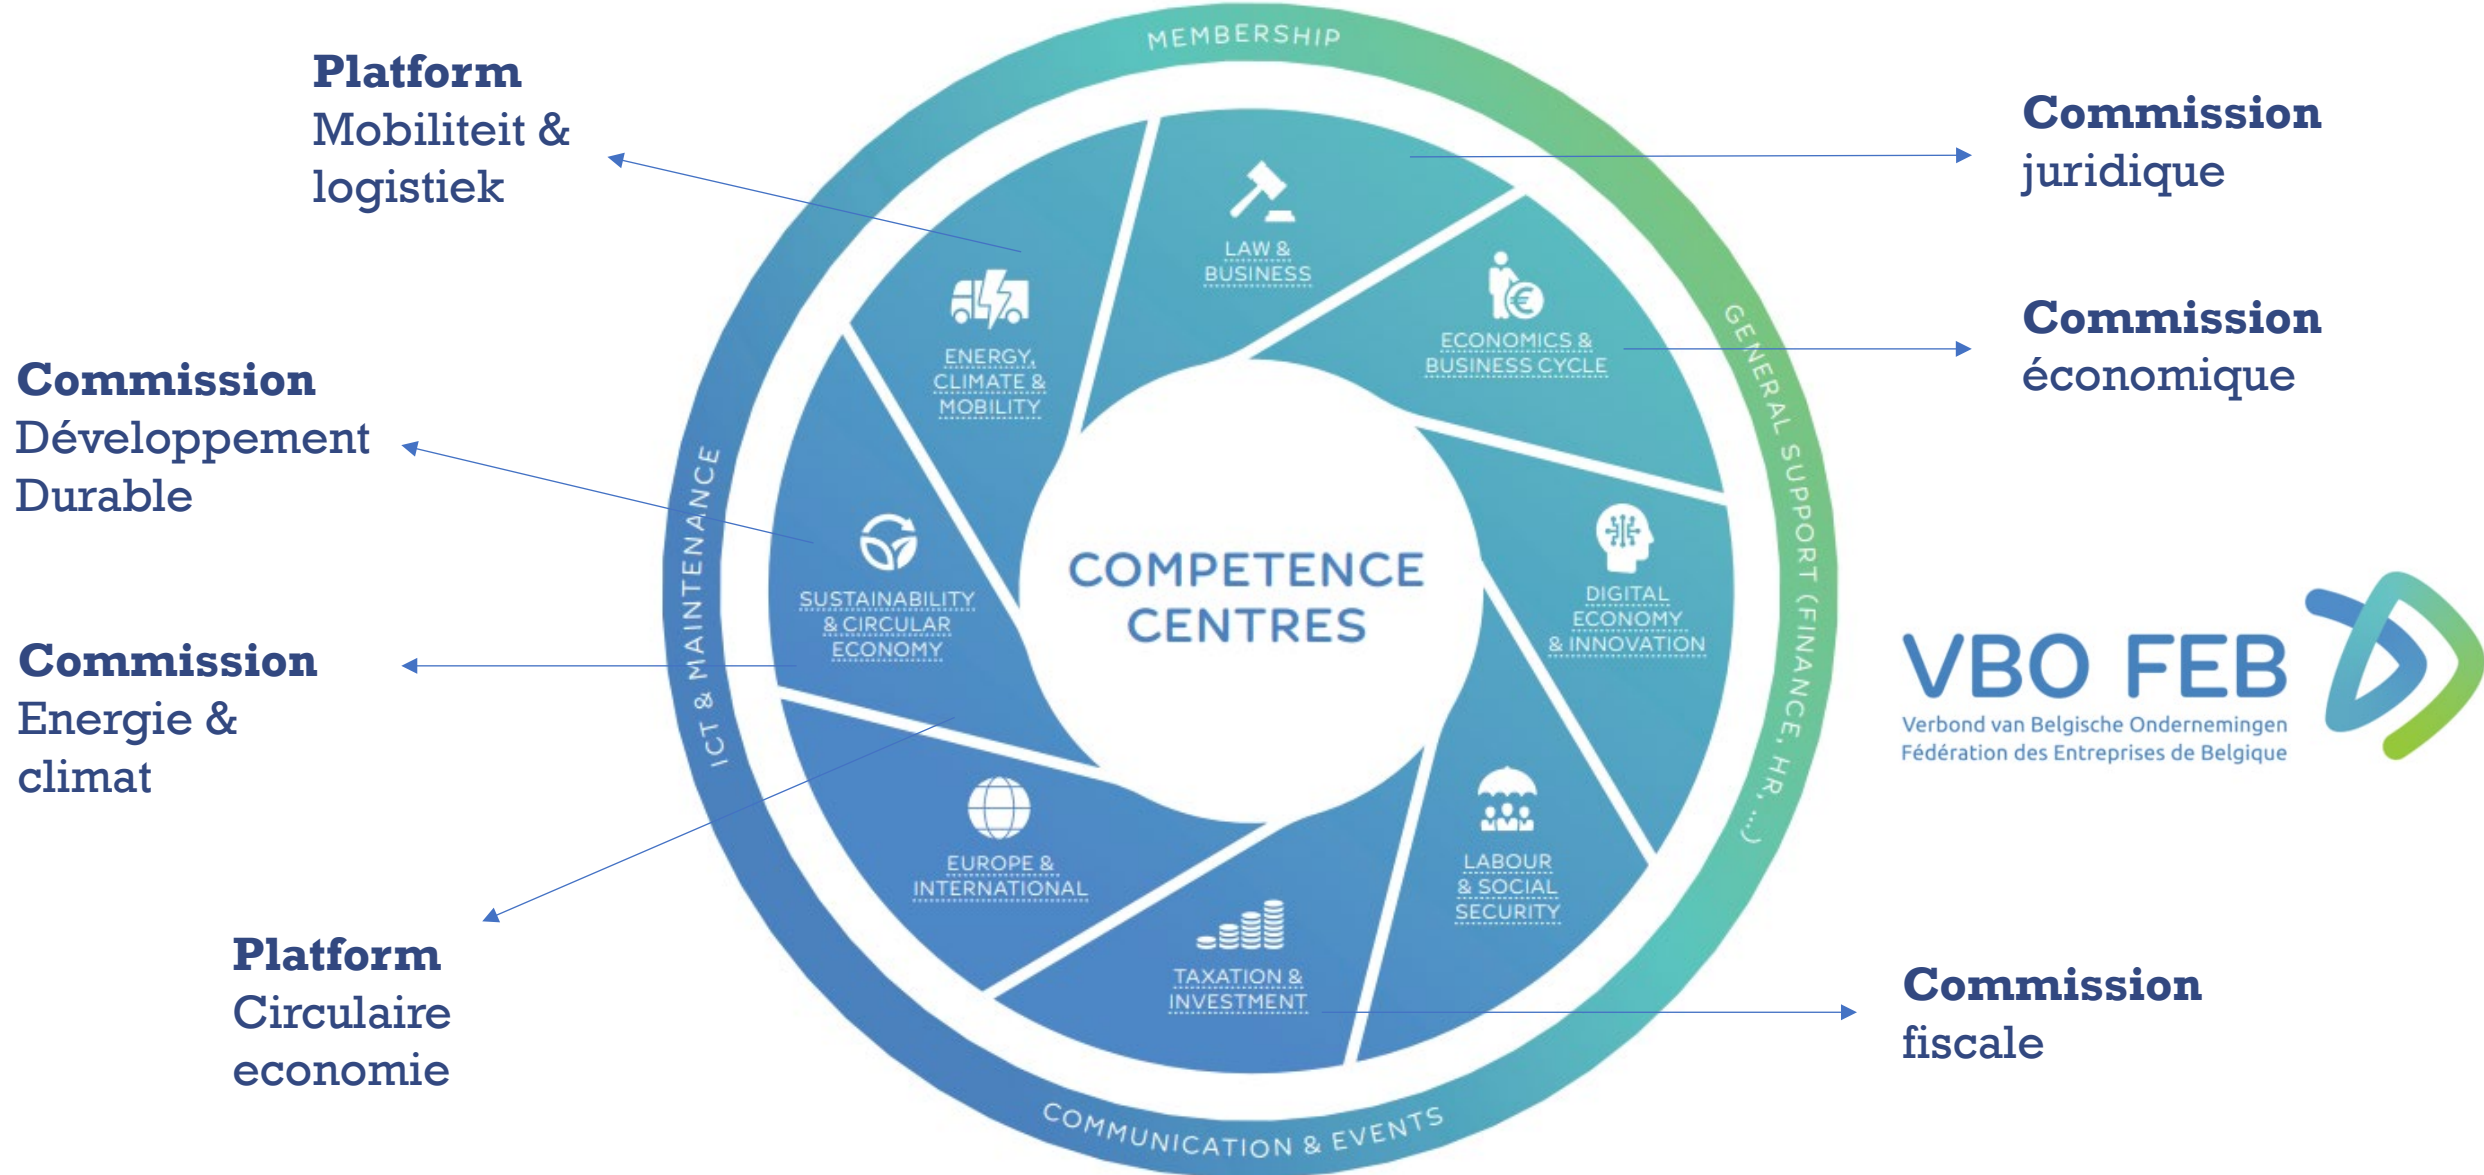 MEMBERSHIP
Platform
Mobiliteit &
logistiek
Commission
Développement
Durable
Commission
Energie &
climat
Platform
Circulaire
economie
ICT & MAINTENANCE
LAW &
BUSINESS
ECONOMICS &
BUSINESS CYCLE
ENERGY,
CLIMATE &
MOBILITY
SUSTAINABILITY
& CIRCULAR
ECONOMY
COMPETENCE
CENTRES
DIGITAL
ECONOMY
& INNOVATION
EUROPE &
INTERNATIONAL
LABOUR
& SOCIAL
SECURITY
TAXATION &
INVESTMENT
GENERAL SUPPORT (FINANCE, HR, ...)
COMMUNICATION & EVENTS
Commission
juridique
Commission
économique
VBO FEB
Verbond van Belgische Ondernemingen
Fédération des Entreprises de Belgique
Commission
fiscale